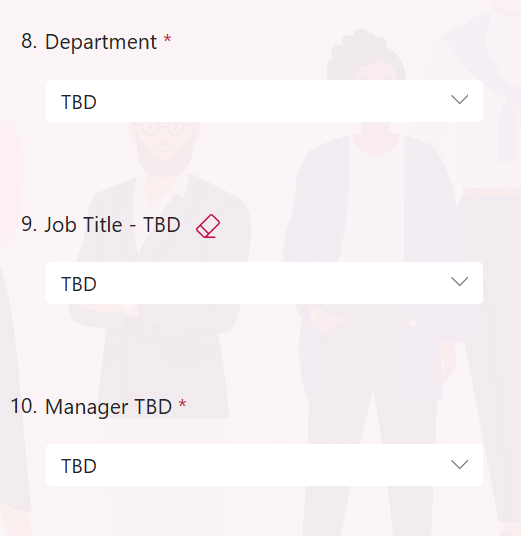 8. Department *
TBD
9. Job Title - TBD
TBD
10. Manager TBD *
TBD